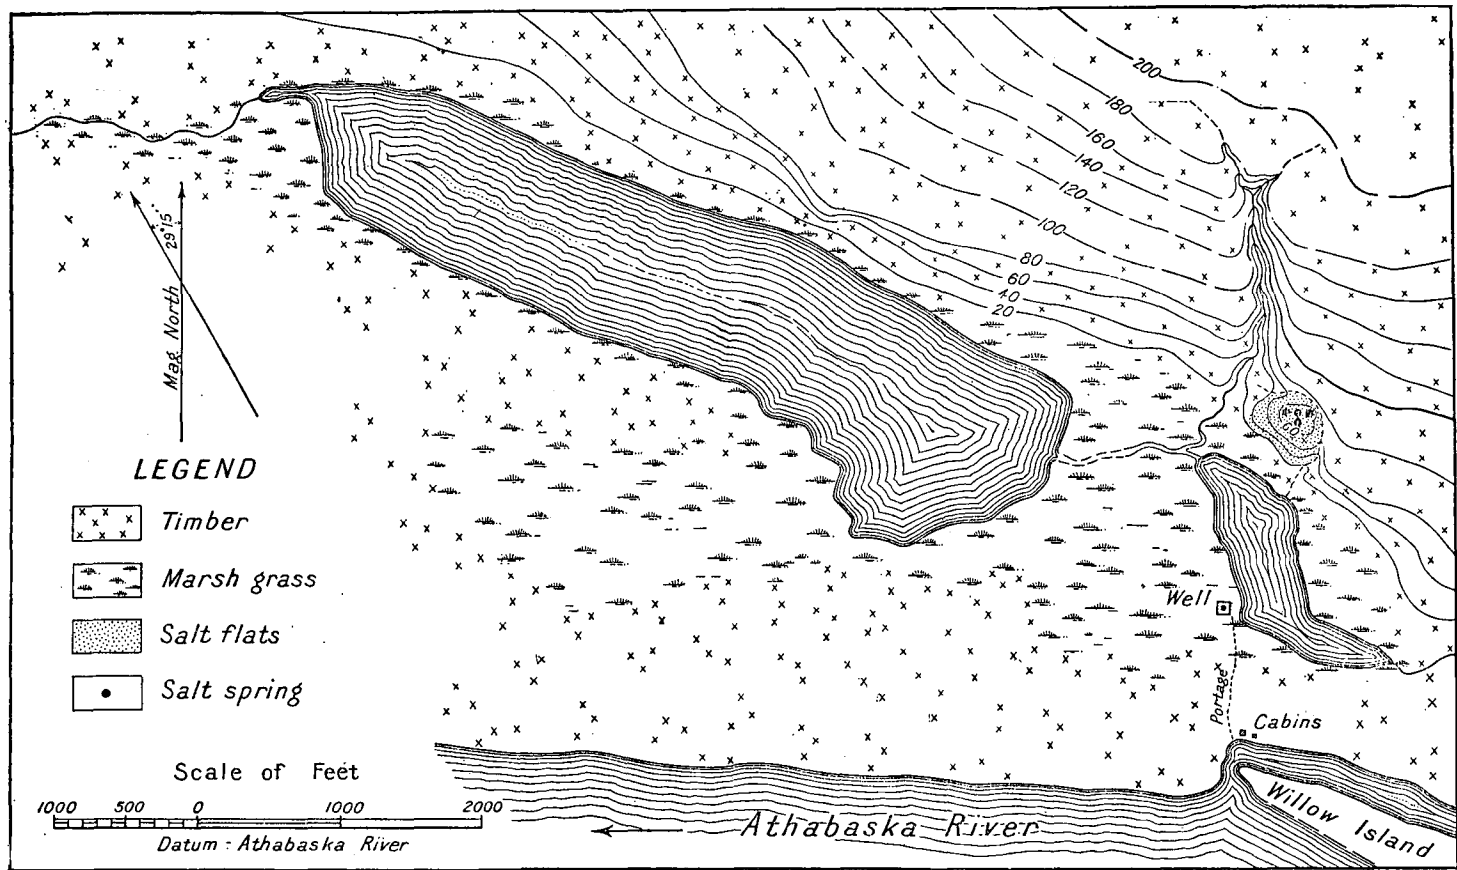 200
180
160
140
120
100
80
60
40
20
Mag. North 29°15'
60
LEGEND
Timber
Marsh grass
Salt flats
Salt spring
Well
Portage
Cabins
Scale of Feet
1000 500 0 1000 2000
Datum : Athabaska River
Athabaska River
Willow Island